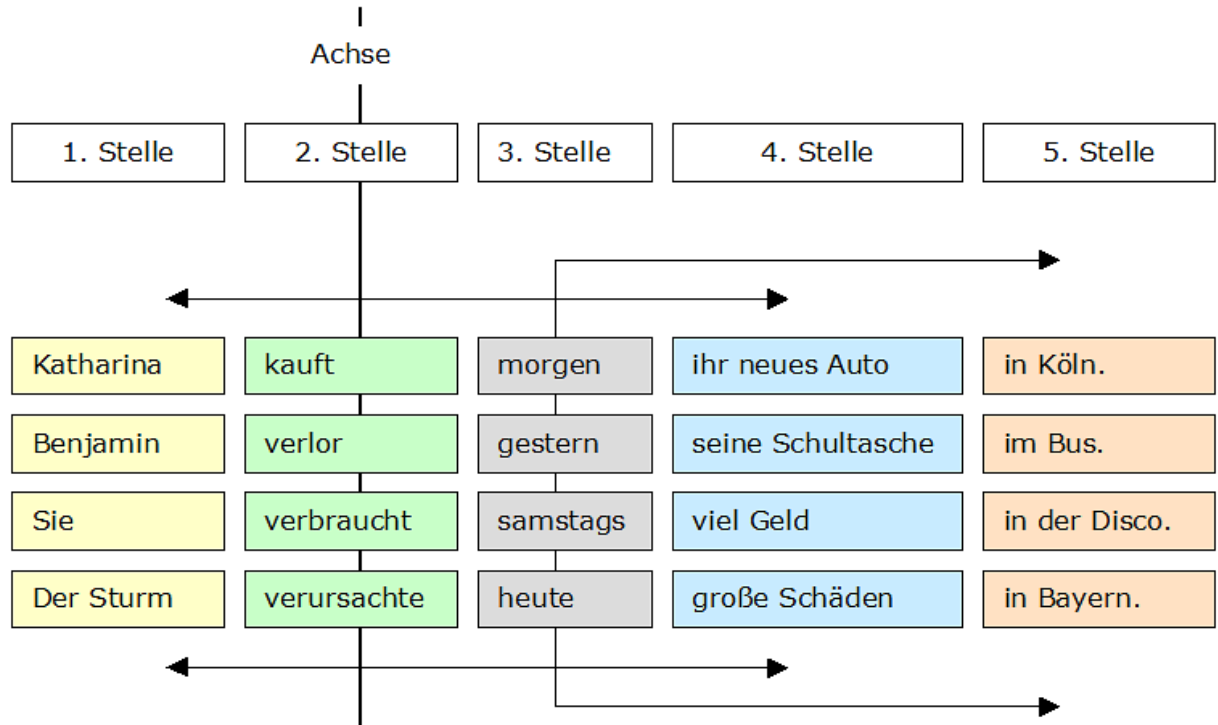 Achse
1. Stelle 2. Stelle 3. Stelle 4. Stelle 5. Stelle
Katharina kauft morgen ihr neues Auto in Köln.
Benjamin verlor gestern seine Schultasche im Bus.
Sie verbraucht samstags viel Geld in der Disco.
Der Sturm verursachte heute große Schäden in Bayern.